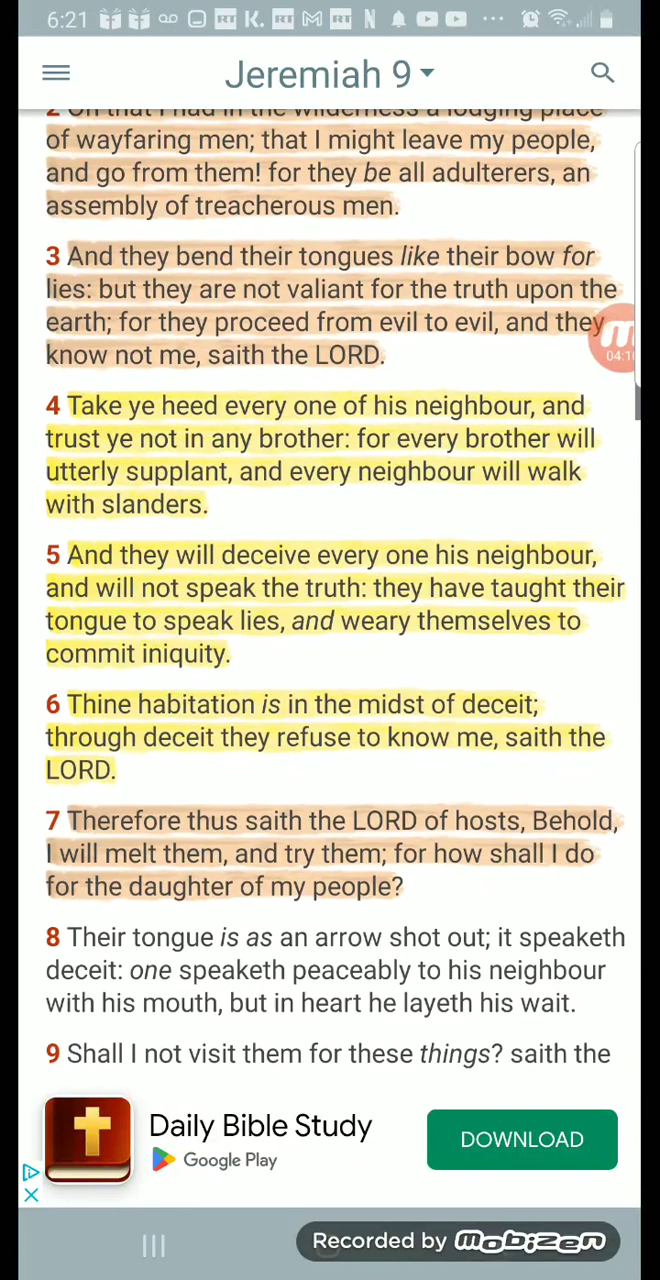 6:21
Jeremiah 9
2 Oh that I had in the wilderness a lodging place
of wayfaring men; that I might leave my people,
and go from them! for they be all adulterers, an
assembly of treacherous men.
3 And they bend their tongues like their bow for
lies: but they are not valiant for the truth upon the
earth; for they proceed from evil to evil, and they
know not me, saith the LORD.
04:1
4 Take ye heed every one of his neighbour, and
trust ye not in any brother: for every brother will
utterly supplant, and every neighbour will walk
with slanders.
5 And they will deceive every one his neighbour,
and will not speak the truth: they have taught their
tongue to speak lies, and weary themselves to
commit iniquity.
6 Thine habitation is in the midst of deceit;
through deceit they refuse to know me, saith the
LORD.
7 Therefore thus saith the LORD of hosts, Behold,
I will melt them, and try them; for how shall I do
for the daughter of my people?
8 Their tongue is as an arrow shot out; it speaketh
deceit: one speaketh peaceably to his neighbour
with his mouth, but in heart he layeth his wait.
9 Shall I not visit them for these things? saith the
Daily Bible Study
Google Play
DOWNLOAD
Recorded by mobizen